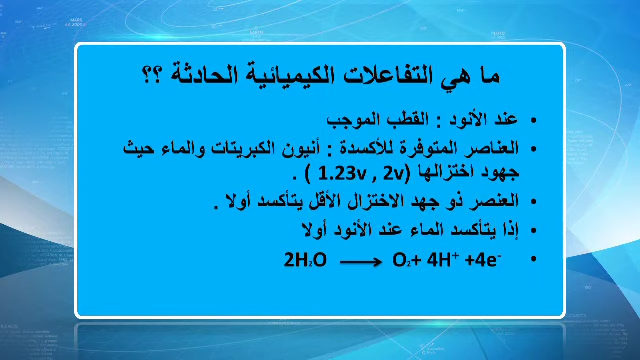 ما هي التفاعلات الكيميائية الحادثة ؟؟
• عند الأنود : القطب الموجب
• العناصر المتوفرة للأكسدة : أنيون الكبريتات والماء حيث
جهود اختزالها (1.23v , 2v ) .
• العنصر ذو جهد الاختزال الأقل يتأكسد أولا .
• إذا يتأكسد الماء عند الأنود أولا
• 2H₂O ⟶ O₂+ 4H⁺ +4e⁻